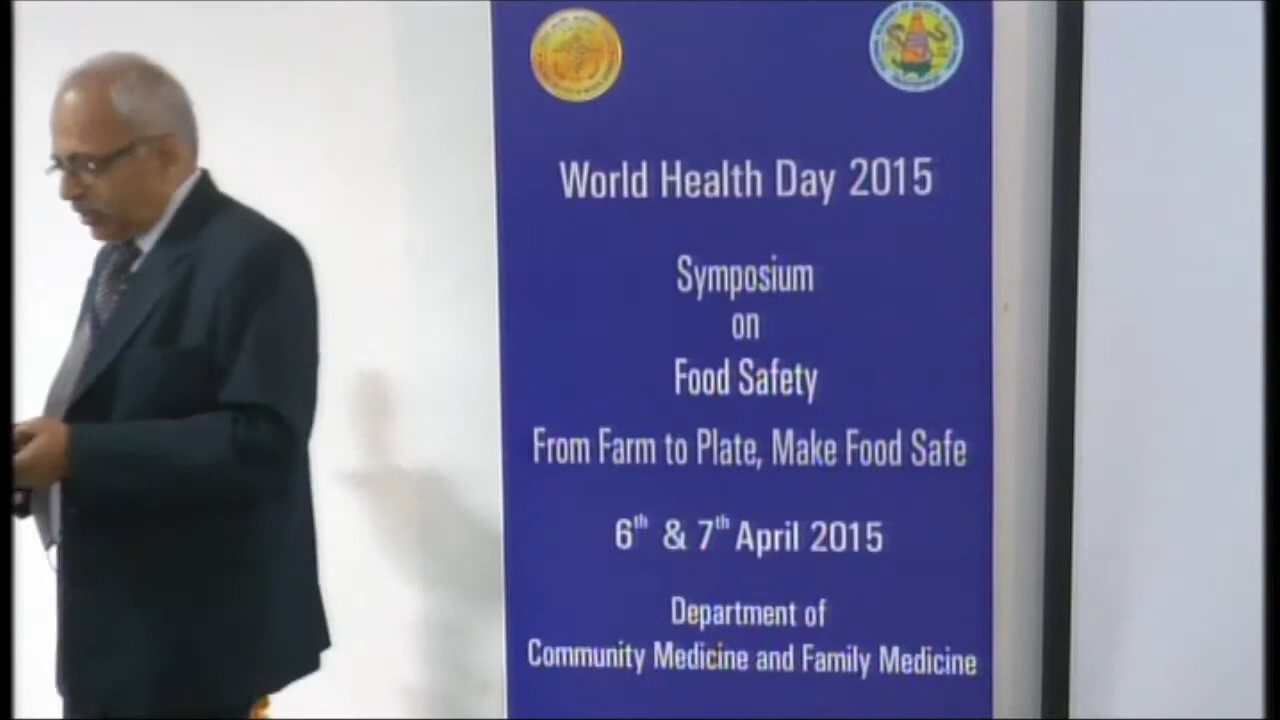 World Health Day 2015
Symposium
on
Food Safety
From Farm to Plate, Make Food Safe
6th & 7th April 2015
Department of
Community Medicine and Family Medicine